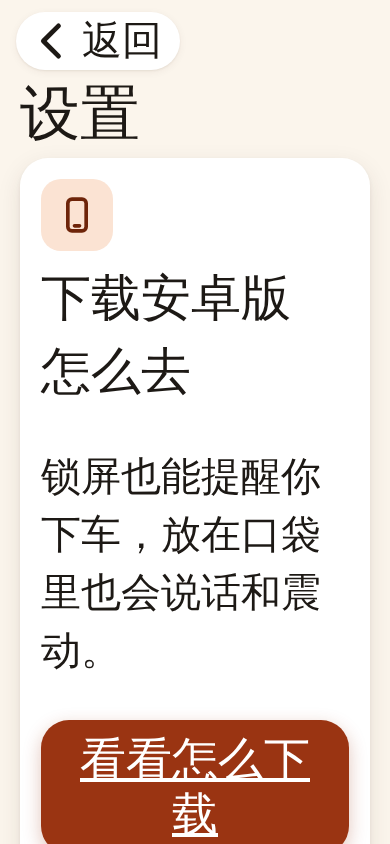 返回
设置
下载安卓版
怎么去
锁屏也能提醒你
下车，放在口袋
里也会说话和震
动。
看看怎么下
载